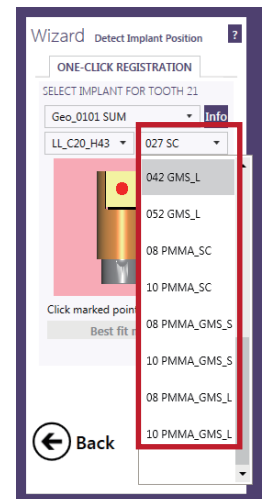 Wizard Detect Implant Position ?
ONE-CLICK REGISTRATION
SELECT IMPLANT FOR TOOTH 21
Geo_0101 SUM Info
LL_C20_H43 027 SC
042 GMS_L
052 GMS_L
08 PMMA_SC
10 PMMA_SC
Click marked poin
08 PMMA_GMS_S
Best fit
10 PMMA_GMS_S
08 PMMA_GMS_L
Back
10 PMMA_GMS_L